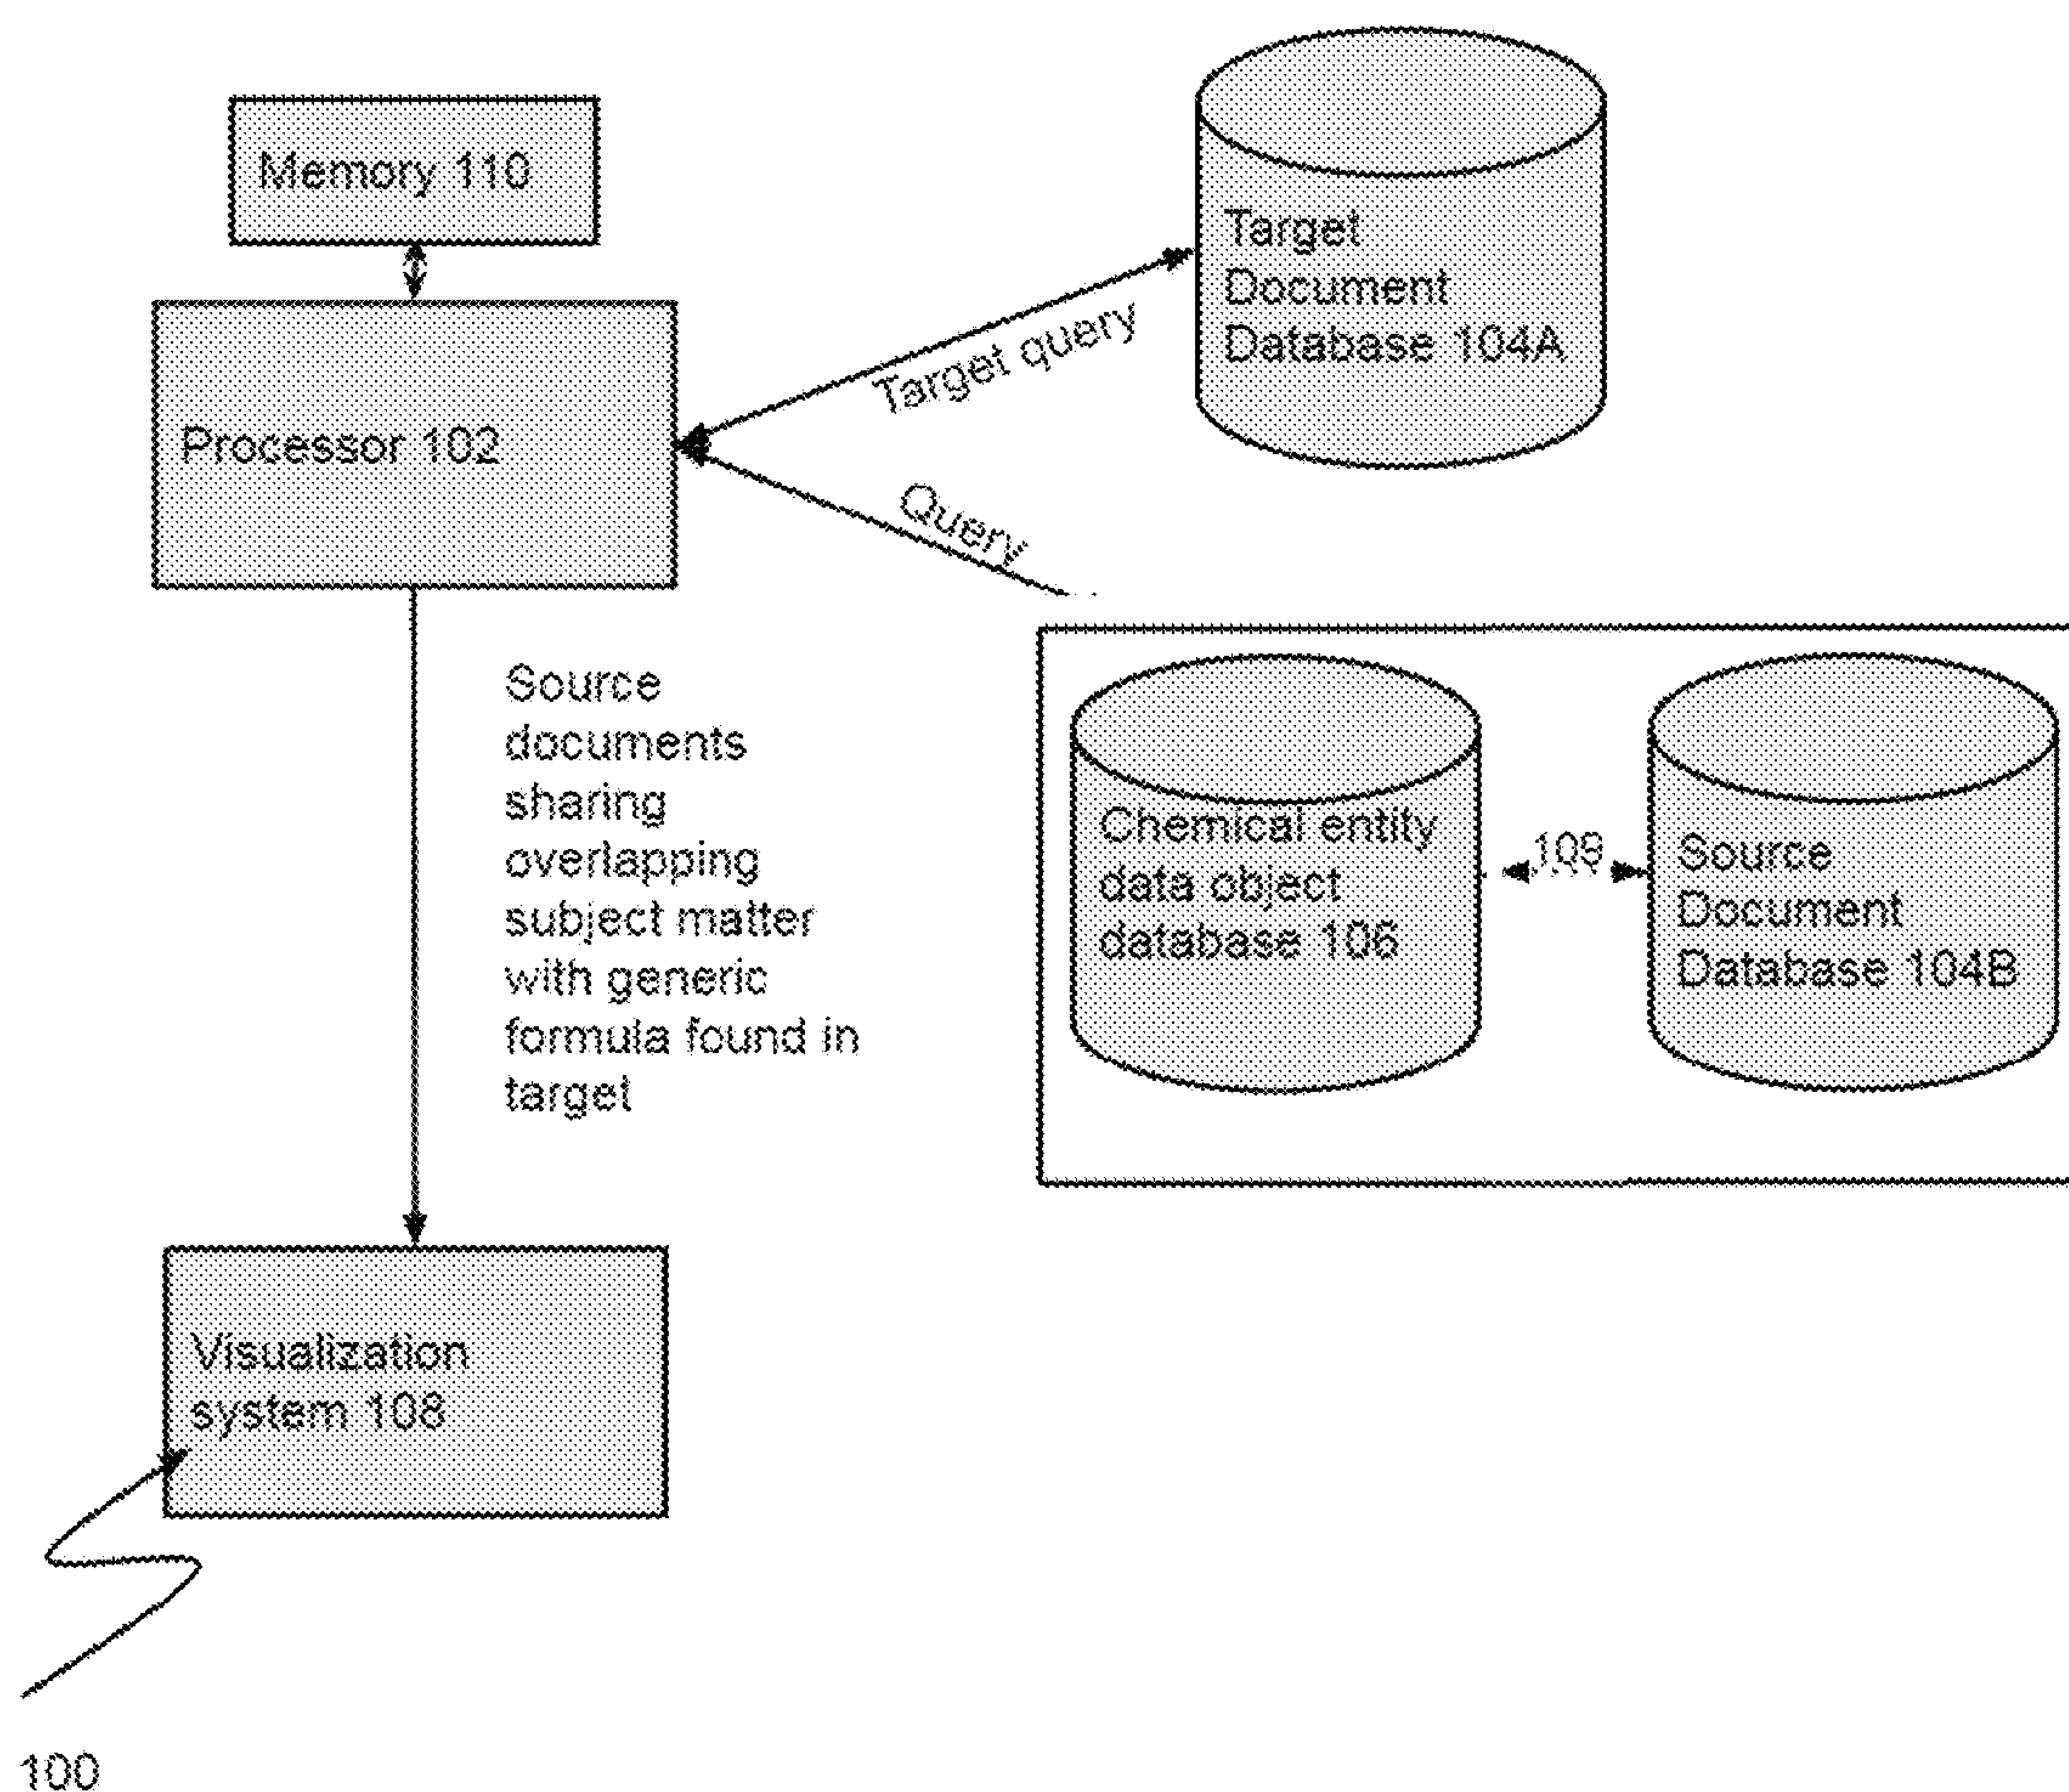 Memory 110
Target
Document
Database 104A
Processor 102
Target query
Query
Source
documents
sharing
overlapping
subject matter
with generic
formula found in
target
Chemical entity
data object
database 106
109
Source
Document
Database 104B
Visualization
system 108
100